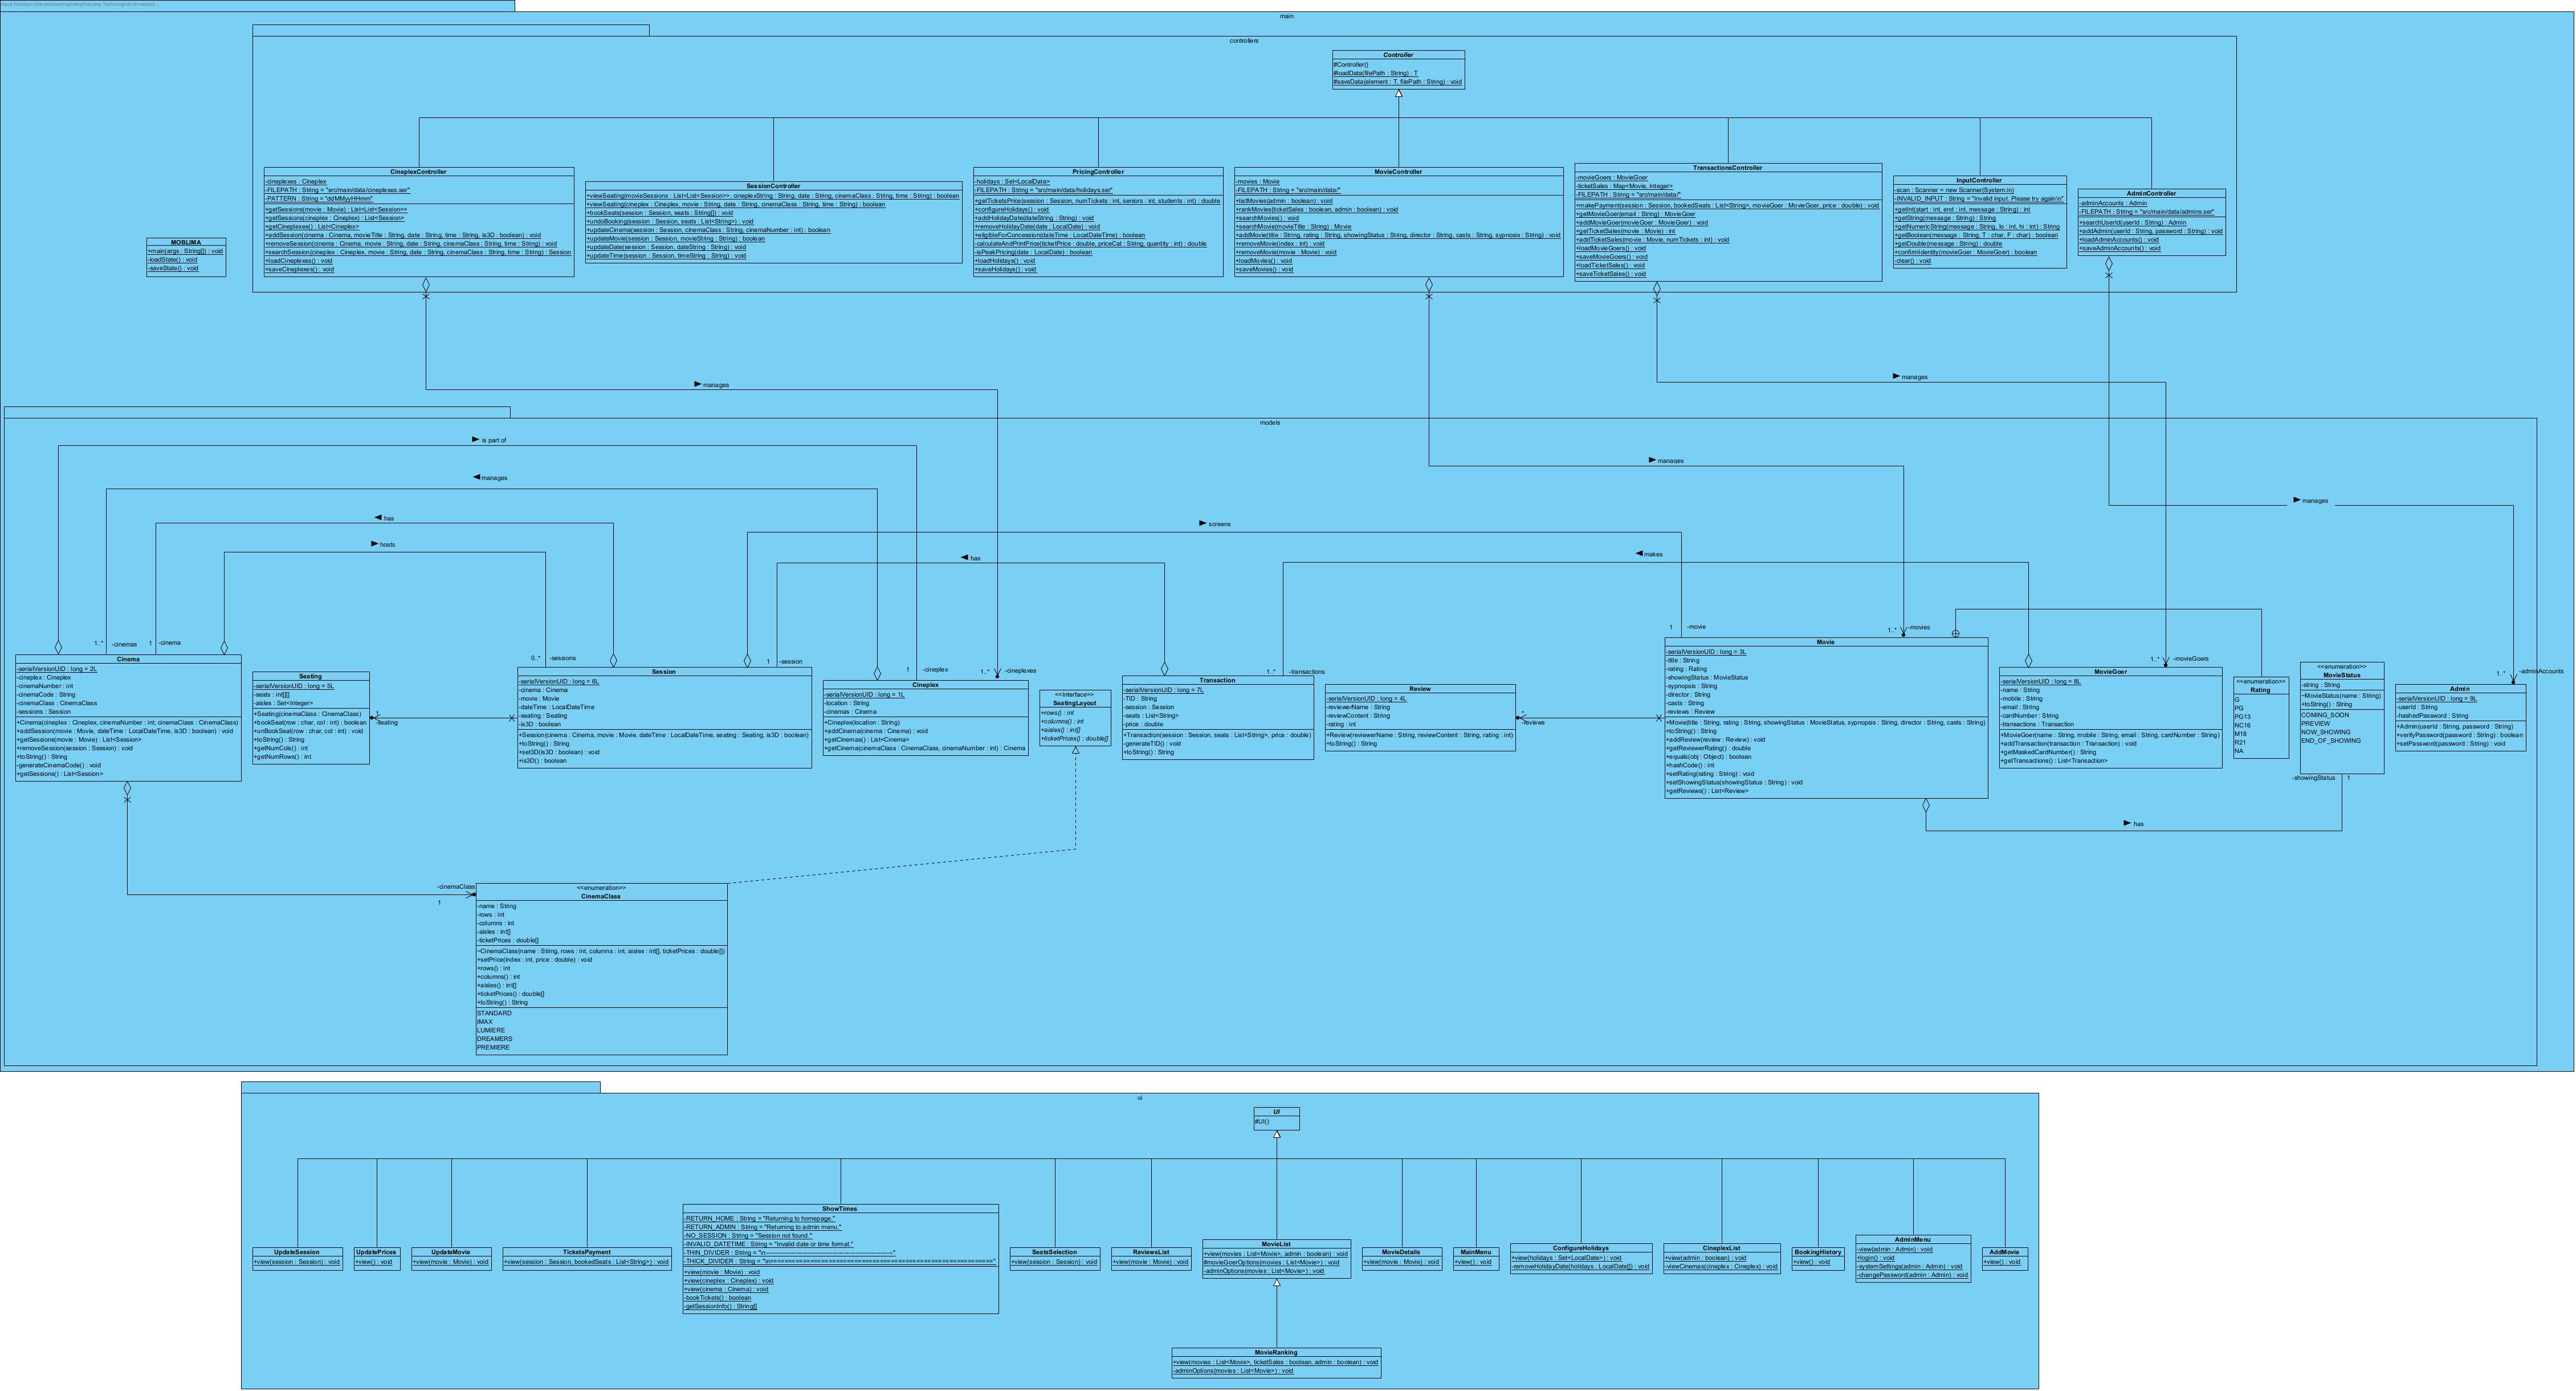 Visual Paradigm Standard(leadingcheng(Nanyang Technological University))
main
controllers
Controller
#Controller()
#loadData(filePath : String) : T
#saveData(element : T, filePath : String) : void
CineplexController
-cineplexes : Cineplex
-FILEPATH : String = "src/main/data/cineplexes.ser"
-PATTERN : String = "ddMMyyHHmm"
+getSessions(movie : Movie) : List<List<Session>>
+getSessions(cineplex : Cineplex) : List<Session>
+getCineplexes() : List<Cineplex>
+addSession(cinema : Cinema, movieTitle : String, date : String, time : String, is3D : boolean) : void
+removeSession(cinema : Cinema, movie : String, date : String, cinemaClass : String, time : String) : void
+searchSession(cineplex : Cineplex, movie : String, date : String, cinemaClass : String, time : String) : Session
+loadCineplexes() : void
+saveCineplexes() : void
SessionController
+viewSeating(movieSessions : List<List<Session>>, cineplexString : String, date : String, cinemaClass : String, time : String) : boolean
+viewSeating(cineplex : Cineplex, movie : String, date : String, cinemaClass : String, time : String) : boolean
+bookSeats(session : Session, seats : String[]) : void
+undoBooking(session : Session, seats : List<String>) : void
+updateCinema(session : Session, cinemaClass : String, cinemaNumber : int) : boolean
+updateMovie(session : Session, movieString : String) : boolean
+updateDate(session : Session, dateString : String) : void
+updateTime(session : Session, timeString : String) : void
PricingController
-holidays : Set<LocalDate>
-FILEPATH : String = "src/main/data/holidays.ser"
+getTicketsPrice(session : Session, numTickets : int, seniors : int, students : int) : double
+configureHolidays() : void
+addHolidayDate(dateString : String) : void
+removeHolidayDate(date : LocalDate) : void
+eligibleForConcession(dateTime : LocalDateTime) : boolean
-calculateAndPrintPrice(ticketPrice : double, priceCat : String, quantity : int) : double
-isPeakPricing(date : LocalDate) : boolean
+loadHolidays() : void
+saveHolidays() : void
MovieController
-movies : Movie
-FILEPATH : String = "src/main/data/"
+listMovies(admin : boolean) : void
+rankMovies(ticketSales : boolean, admin : boolean) : void
+searchMovies() : void
+searchMovie(movieTitle : String) : Movie
+addMovie(title : String, rating : String, showingStatus : String, director : String, casts : String, sypnosis : String) : void
+removeMovie(index : int) : void
+removeMovie(movie : Movie) : void
+loadMovies() : void
+saveMovies() : void
TransactionsController
-movieGoers : MovieGoer
-ticketSales : Map<Movie, Integer>
-FILEPATH : String = "src/main/data/"
+makePayment(session : Session, bookedSeats : List<String>, movieGoer : MovieGoer, price : double) : void
+getMovieGoer(email : String) : MovieGoer
+addMovieGoer(movieGoer : MovieGoer) : void
+getTicketSales(movie : Movie) : int
+addTicketSales(movie : Movie, numTickets : int) : void
+loadMovieGoers() : void
+saveMovieGoers() : void
+loadTicketSales() : void
+saveTicketSales() : void
InputController
-scan : Scanner = new Scanner(System.in)
-INVALID_INPUT : String = "Invalid input. Please try again\n"
+getInt(start : int, end : int, message : String) : int
+getString(message : String) : String
+getNumericString(message : String, lo : int, hi : int) : String
+getBoolean(message : String, T : char, F : char) : boolean
+getDouble(message : String) : double
+confirmIdentity(movieGoer : MovieGoer) : boolean
-clear() : void
AdminController
-adminAccounts : Admin
-FILEPATH : String = "src/main/data/admins.ser"
+searchUserId(userId : String) : Admin
+addAdmin(userId : String, password : String) : void
+loadAdminAccounts() : void
+saveAdminAccounts() : void
MOBLIMA
+main(args : String[]) : void
-loadState() : void
-saveState() : void
manages
manages
manages
manages
models
is part of
manages
has
hosts
screens
has
makes
1..*
-cinemas
1
-cinema
0..*
-sessions
1
-session
1
-cineplex
1..*
-cineplexes
1..*
-transactions
1
-movie
1..*
-movies
1..*
-movieGoers
1..*
-adminAccounts
Cinema
-serialVersionUID : long = 2L
-cineplex : Cineplex
-cinemaNumber : int
-cinemaCode : String
-cinemaClass : CinemaClass
-sessions : Session
+Cinema(cineplex : Cineplex, cinemaNumber : int, cinemaClass : CinemaClass)
+addSession(movie : Movie, dateTime : LocalDateTime, is3D : boolean) : void
+getSessions(movie : Movie) : List<Session>
+removeSession(session : Session) : void
+toString() : String
-generateCinemaCode() : void
+getSessions() : List<Session>
Seating
-serialVersionUID : long = 5L
-seats : int[][]
-aisles : Set<Integer>
+Seating(cinemaClass : CinemaClass)
+bookSeat(row : char, col : int) : boolean
+unBookSeat(row : char, col : int) : void
+toString() : String
+getNumCols() : int
+getNumRows() : int
1
-seating
Session
-serialVersionUID : long = 6L
-cinema : Cinema
-movie : Movie
-dateTime : LocalDateTime
-seating : Seating
-is3D : boolean
+Session(cinema : Cinema, movie : Movie, dateTime : LocalDateTime, seating : Seating, is3D : boolean)
+toString() : String
+set3D(is3D : boolean) : void
+is3D() : boolean
Cineplex
-serialVersionUID : long = 1L
-location : String
-cinemas : Cinema
+Cineplex(location : String)
+addCinema(cinema : Cinema) : void
+getCinemas() : List<Cinema>
+getCinema(cinemaClass : CinemaClass, cinemaNumber : int) : Cinema
<<Interface>>
SeatingLayout
+rows() : int
+columns() : int
+aisles() : int[]
+ticketPrices() : double[]
Transaction
-serialVersionUID : long = 7L
-TID : String
-session : Session
-seats : List<String>
-price : double
+Transaction(session : Session, seats : List<String>, price : double)
-generateTID() : void
+toString() : String
Review
-serialVersionUID : long = 4L
-reviewerName : String
-reviewContent : String
-rating : int
+Review(reviewerName : String, reviewContent : String, rating : int)
+toString() : String
*
-reviews
Movie
-serialVersionUID : long = 3L
-title : String
-rating : Rating
-showingStatus : MovieStatus
-sypnopsis : String
-director : String
-casts : String
-reviews : Review
+Movie(title : String, rating : String, showingStatus : MovieStatus, sypnopsis : String, director : String, casts : String)
+toString() : String
+addReview(review : Review) : void
+getReviewerRating() : double
+equals(obj : Object) : boolean
+hashCode() : int
+setRating(rating : String) : void
+setShowingStatus(showingStatus : String) : void
+getReviews() : List<Review>
MovieGoer
-serialVersionUID : long = 8L
-name : String
-mobile : String
-email : String
-cardNumber : String
-transactions : Transaction
+MovieGoer(name : String, mobile : String, email : String, cardNumber : String)
+addTransaction(transaction : Transaction) : void
+getMaskedCardNumber() : String
+getTransactions() : List<Transaction>
<<enumeration>>
Rating
G
PG
PG13
NC16
M18
R21
NA
<<enumeration>>
MovieStatus
-string : String
~MovieStatus(name : String)
+toString() : String
COMING_SOON
PREVIEW
NOW_SHOWING
END_OF_SHOWING
-showingStatus
1
Admin
-serialVersionUID : long = 9L
-userId : String
-hashedPassword : String
+Admin(userId : String, password : String)
+verifyPassword(password : String) : boolean
+setPassword(password : String) : void
has
-cinemaClass
1
<<enumeration>>
CinemaClass
-name : String
-rows : int
-columns : int
-aisles : int[]
-ticketPrices : double[]
~CinemaClass(name : String, rows : int, columns : int, aisles : int[], ticketPrices : double[])
+setPrice(index : int, price : double) : void
+rows() : int
+columns() : int
+aisles() : int[]
+ticketPrices() : double[]
+toString() : String
STANDARD
IMAX
LUMIERE
DREAMERS
PREMIERE
ui
UI
#UI()
UpdateSession
+view(session : Session) : void
UpdatePrices
+view() : void
UpdateMovie
+view(movie : Movie) : void
TicketsPayment
+view(session : Session, bookedSeats : List<String>) : void
ShowTimes
-RETURN_HOME : String = "Returning to homepage."
-RETURN_ADMIN : String = "Returning to admin menu."
-NO_SESSION : String = "Session not found."
-INVALID_DATETIME : String = "Invalid date or time format."
-THIN_DIVIDER : String = "\n----------------------------------------------------------------"
-THICK_DIVIDER : String = "\n================================================================"
+view(movie : Movie) : void
+view(cineplex : Cineplex) : void
+view(cinema : Cinema) : void
-bookTickets() : boolean
-getSessionInfo() : String[]
SeatsSelection
+view(session : Session) : void
ReviewsList
+view(movie : Movie) : void
MovieList
+view(movies : List<Movie>, admin : boolean) : void
#movieGoerOptions(movies : List<Movie>) : void
-adminOptions(movies : List<Movie>) : void
MovieDetails
+view(movie : Movie) : void
MainMenu
+view() : void
ConfigureHolidays
+view(holidays : Set<LocalDate>) : void
-removeHolidayDate(holidays : LocalDate[]) : void
CineplexList
+view(admin : boolean) : void
-viewCinemas(cineplex : Cineplex) : void
BookingHistory
+view() : void
AdminMenu
-view(admin : Admin) : void
+login() : void
-systemSettings(admin : Admin) : void
-changePassword(admin : Admin) : void
AddMovie
+view() : void
MovieRanking
+view(movies : List<Movie>, ticketSales : boolean, admin : boolean) : void
-adminOptions(movies : List<Movie>) : void